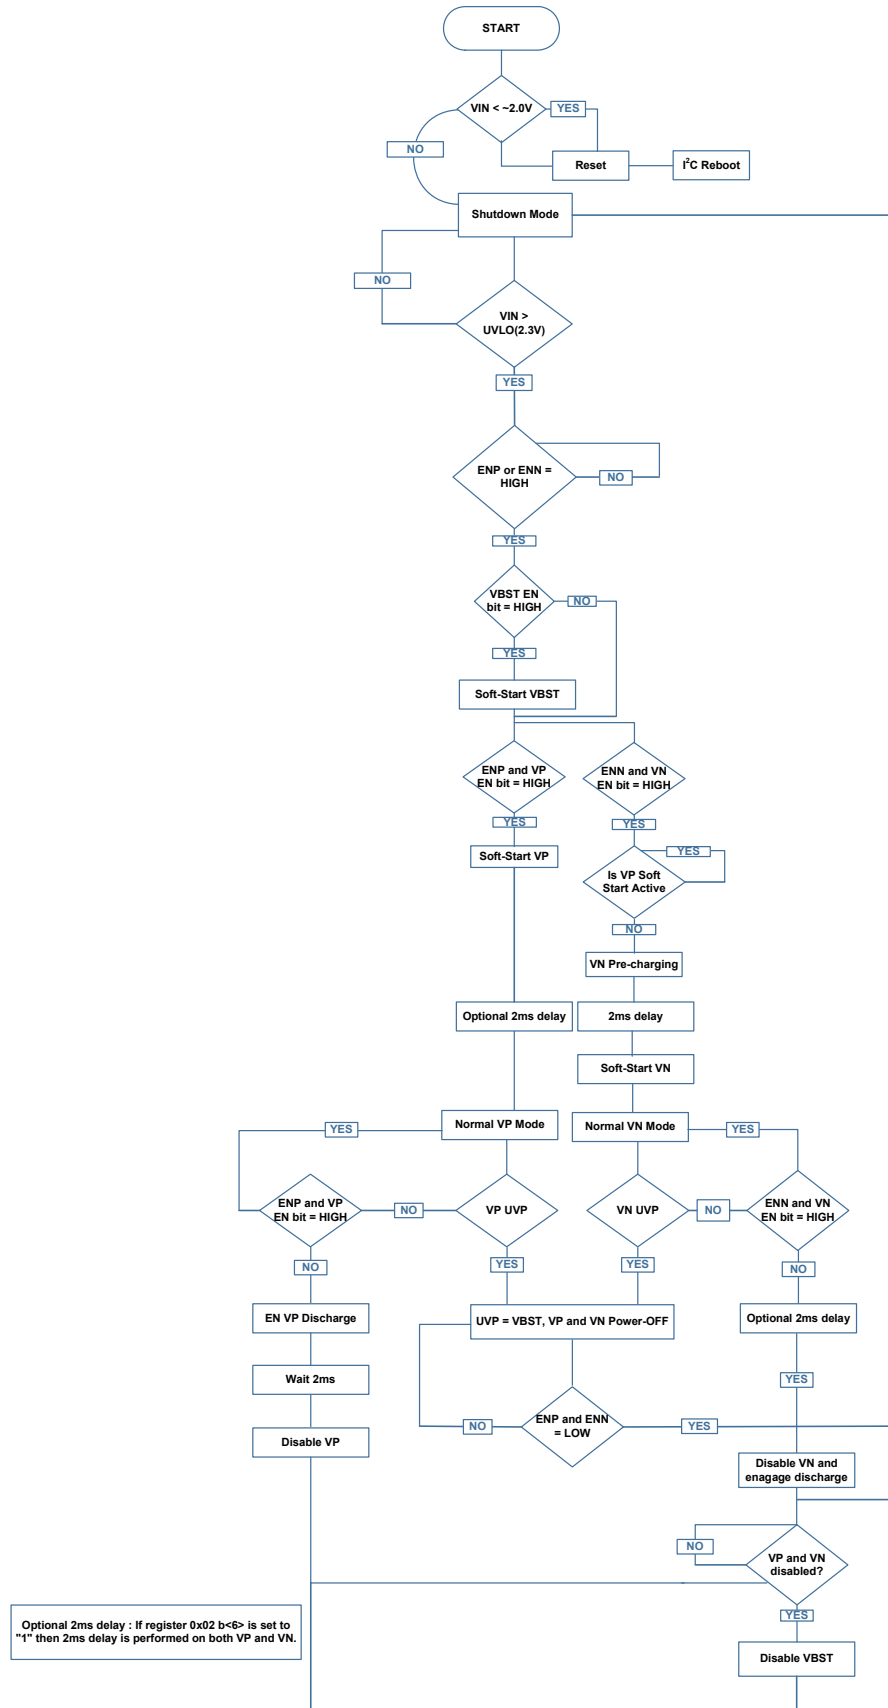 START
VIN < ~2.0V
YES
NO
Reset
I²C Reboot
Shutdown Mode
NO
VIN >
UVLO(2.3V)
YES
ENP or ENN =
HIGH
NO
YES
VBST EN
bit = HIGH
NO
YES
Soft-Start VBST
ENP and VP
EN bit = HIGH
ENN and VN
EN bit = HIGH
YES
YES
Soft-Start VP
YES
Is VP Soft
Start Active
NO
VN Pre-charging
Optional 2ms delay
2ms delay
Soft-Start VN
Normal VP Mode
Normal VN Mode
YES
YES
ENP and VP
EN bit = HIGH
NO
VP UVP
VN UVP
NO
ENN and VN
EN bit = HIGH
NO
YES
YES
NO
EN VP Discharge
UVP = VBST, VP and VN Power-OFF
Optional 2ms delay
Wait 2ms
YES
NO
ENP and ENN
= LOW
YES
Disable VP
Disable VN and
enagage discharge
NO
VP and VN
disabled?
YES
Optional 2ms delay : If register 0x02 b<6> is set to
"1" then 2ms delay is performed on both VP and VN.
Disable VBST